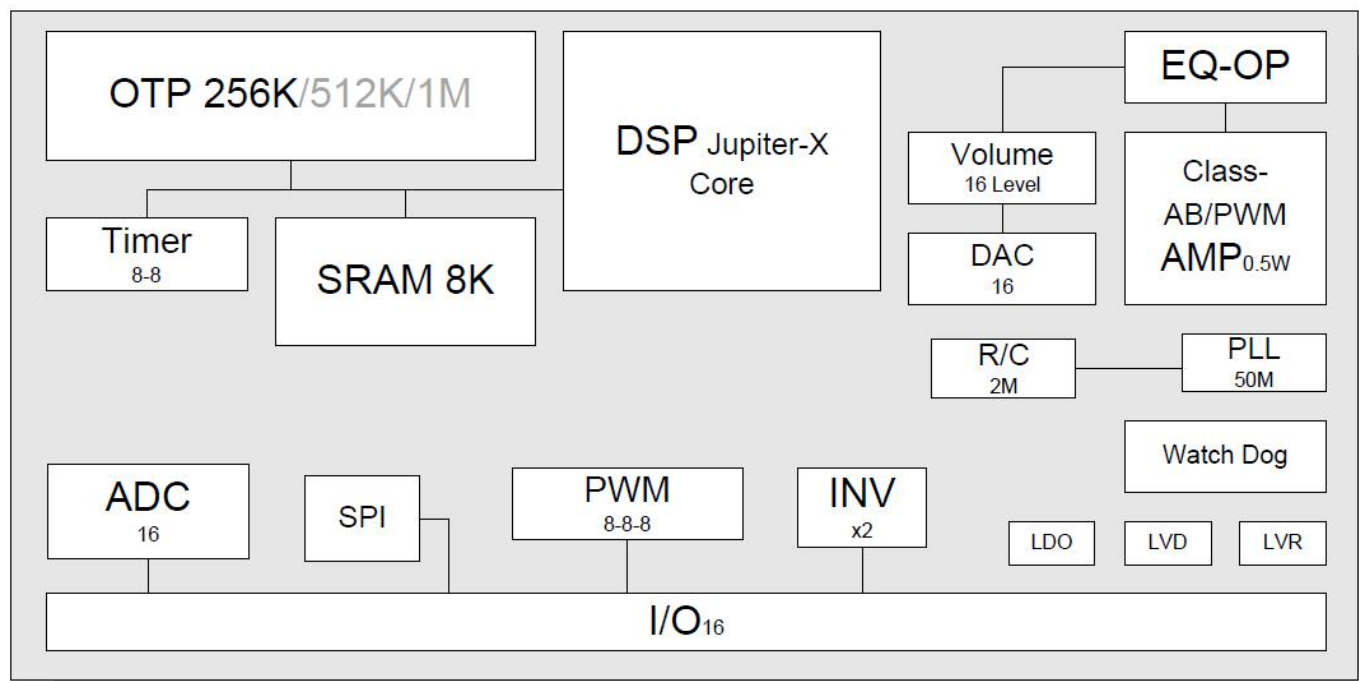 OTP 256K/512K/1M
DSP Jupiter-X
Core
EQ-OP
Volume
16 Level
Class-
AB/PWM
AMP0.5W
Timer
8-8
SRAM 8K
DAC
16
R/C
2M
PLL
50M
Watch Dog
ADC
16
SPI
PWM
8-8-8
INV
x2
LDO
LVD
LVR
I/O16